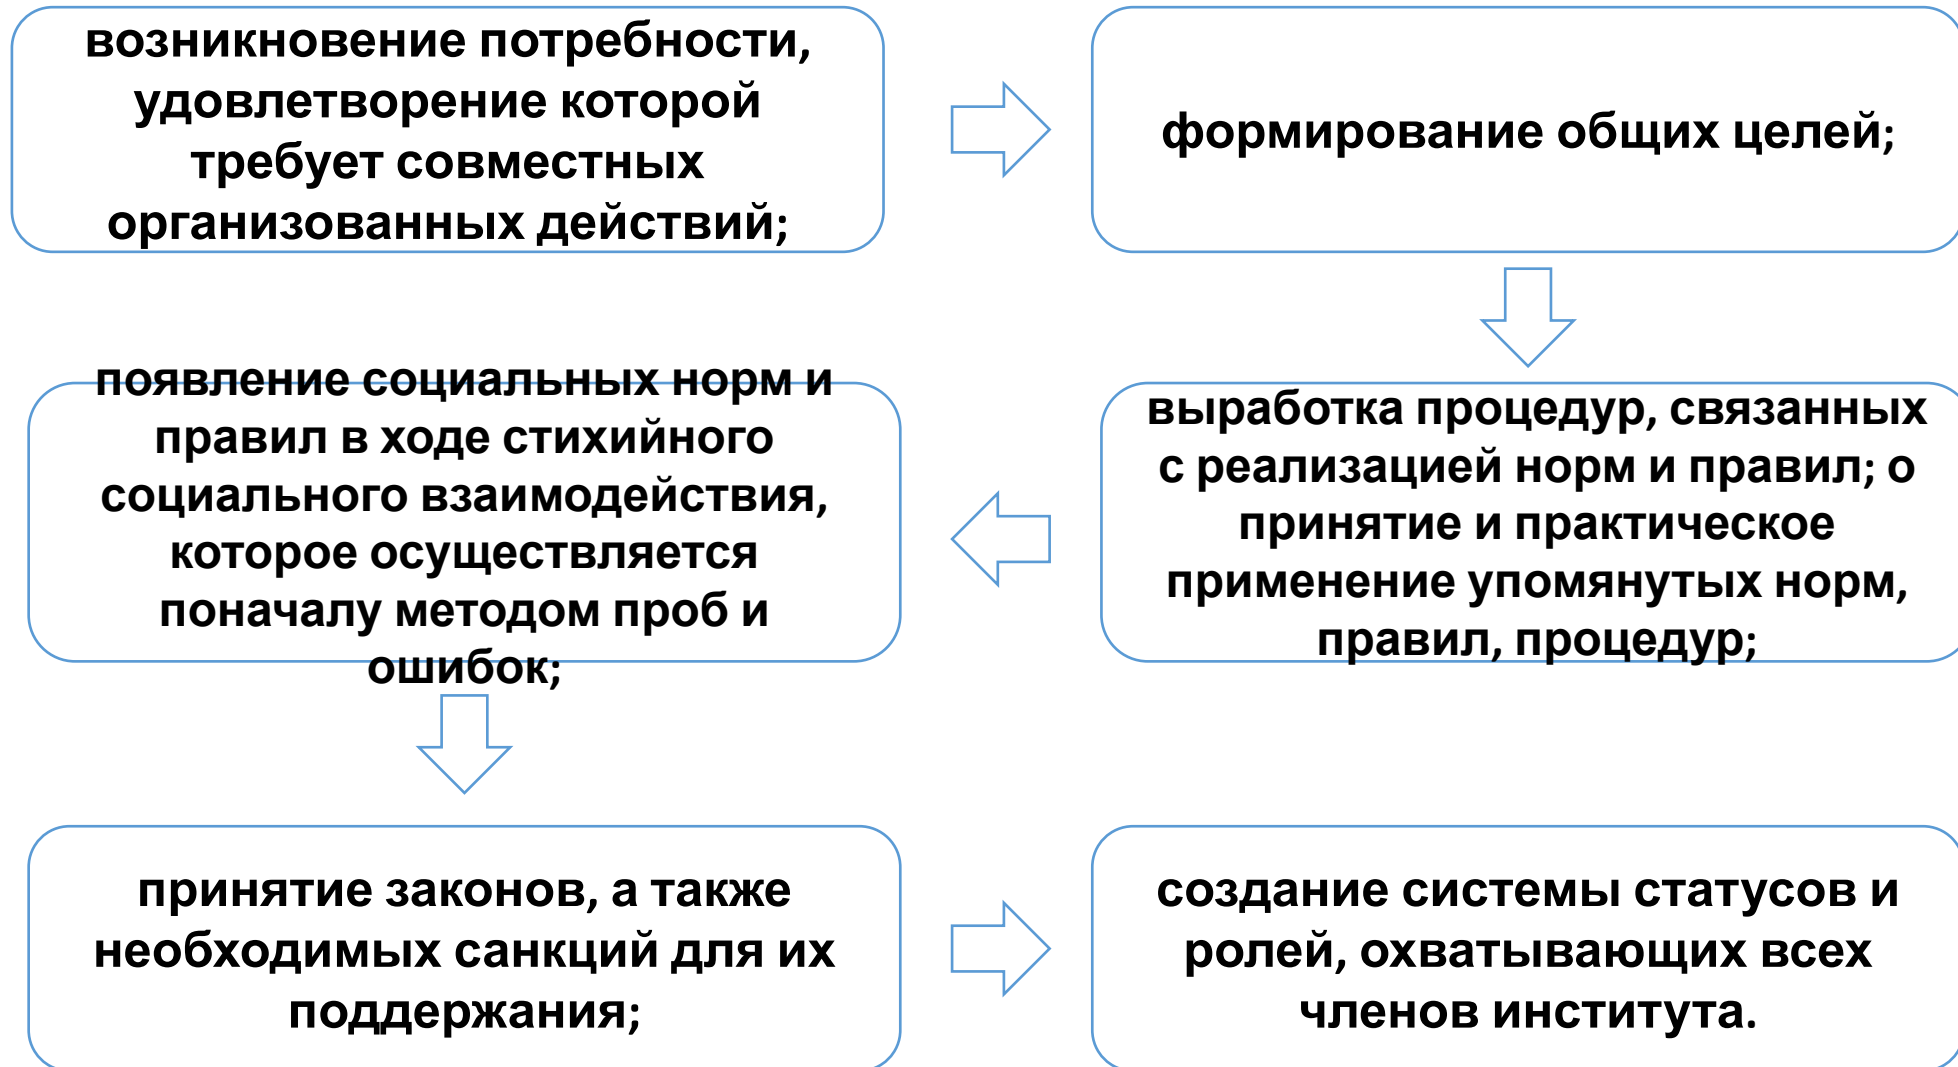 возникновение потребности,
удовлетворение которой
требует совместных
организованных действий;
формирование общих целей;
выработка процедур, связанных
с реализацией норм и правил; о
принятие и практическое
применение упомянутых норм,
правил, процедур;
появление социальных норм и
правил в ходе стихийного
социального взаимодействия,
которое осуществляется
поначалу методом проб и
ошибок;
принятие законов, а также
необходимых санкций для их
поддержания;
создание системы статусов и
ролей, охватывающих всех
членов института.